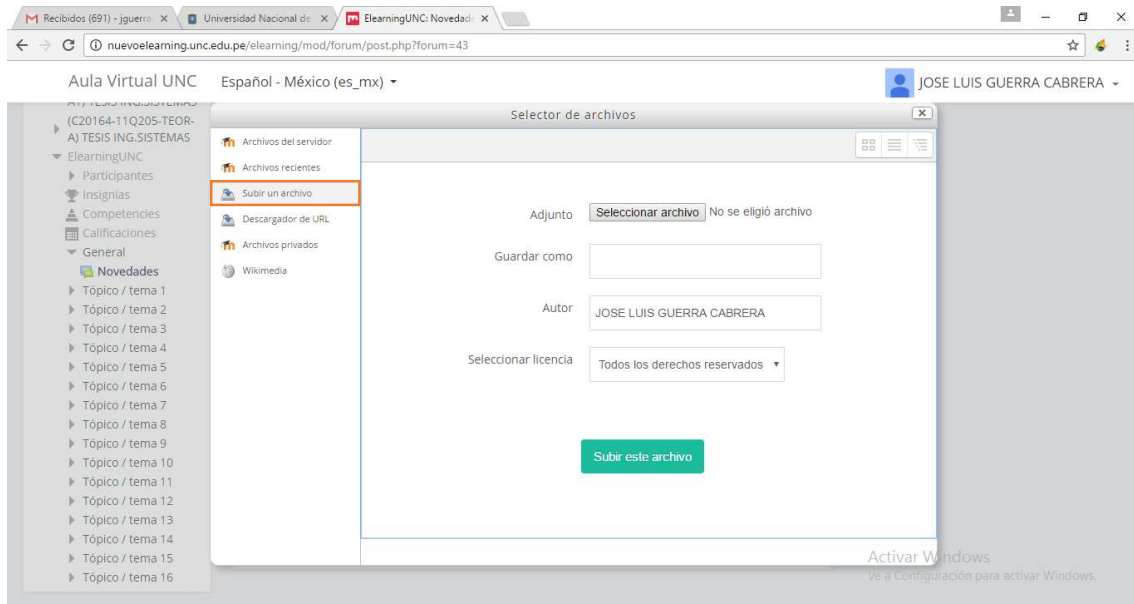 Recibidos (691) - jguerra
Universidad Nacional de
ElearningUNC: Novedade
nuevoelearning.unc.edu.pe/elearning/mod/forum/post.php?forum=43
Aula Virtual UNC
Español - México (es_mx)
JOSE LUIS GUERRA CABRERA
A) TESIS ING.SISTEMAS
(C20164-11Q205-TEOR-
A) TESIS ING.SISTEMAS
ElearningUNC
Participantes
Insignias
Competencies
Calificaciones
General
Novedades
Tópico / tema 1
Tópico / tema 2
Tópico / tema 3
Tópico / tema 4
Tópico / tema 5
Tópico / tema 6
Tópico / tema 7
Tópico / tema 8
Tópico / tema 9
Tópico / tema 10
Tópico / tema 11
Tópico / tema 12
Tópico / tema 13
Tópico / tema 14
Tópico / tema 15
Tópico / tema 16
Selector de archivos
Archivos del servidor
Archivos recientes
Subir un archivo
Descargador de URL
Archivos privados
Wikimedia
Adjunto Seleccionar archivo No se eligió archivo
Guardar como
Autor JOSE LUIS GUERRA CABRERA
Seleccionar licencia Todos los derechos reservados
Subir este archivo
Activar Windows
Ve a Configuración para activar Windows.